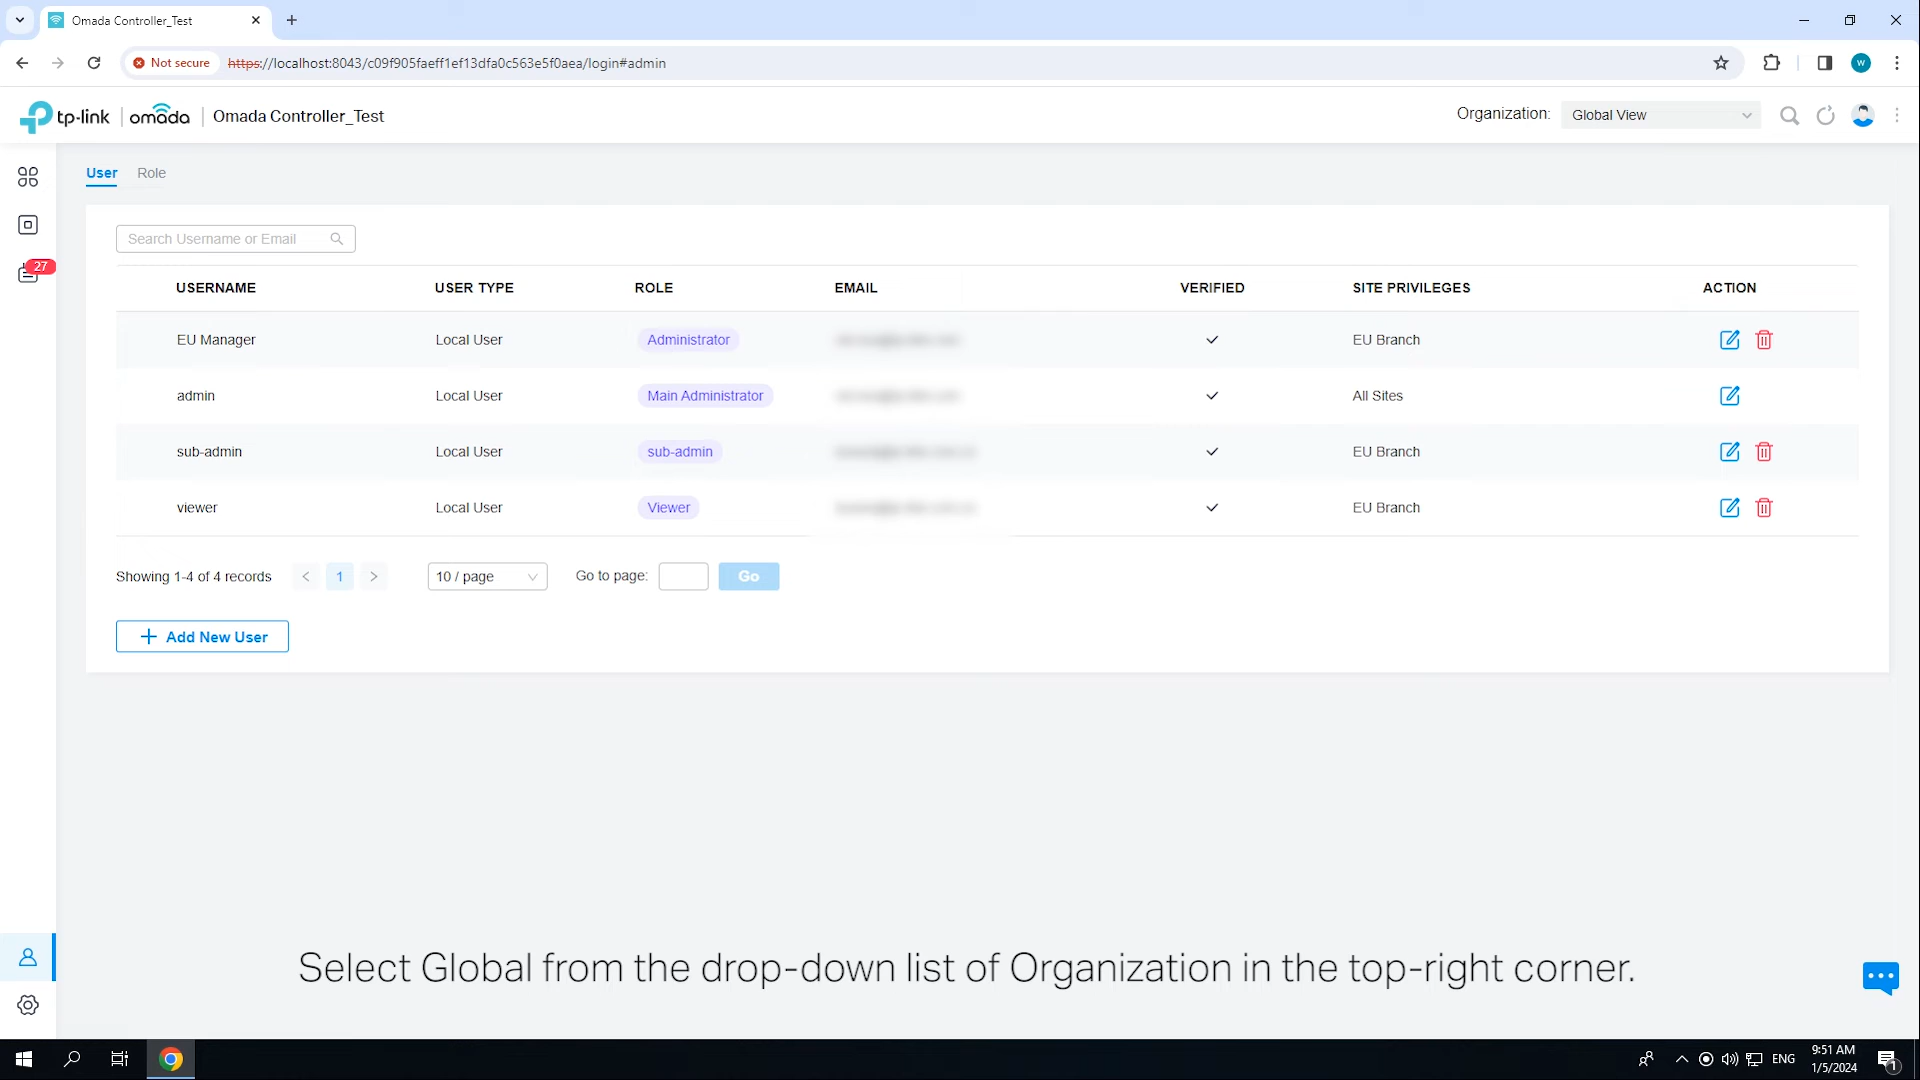 Omada Controller_Test
Not secure
https://localhost:8043/c09f905faeff1ef13dfa0c563e5f0aea/login#admin
W
tp-link | omada | Omada Controller_Test
Organization: Global View
User Role
27
Search Username or Email
USERNAME USER TYPE ROLE EMAIL VERIFIED SITE PRIVILEGES ACTION
EU Manager Local User Administrator EU Branch
admin Local User Main Administrator All Sites
sub-admin Local User sub-admin EU Branch
viewer Local User Viewer EU Branch
Showing 1-4 of 4 records < 1 > 10 / page Go to page: Go
+ Add New User
Select Global from the drop-down list of Organization in the top-right corner.
ENG
9:51 AM
1/5/2024
1